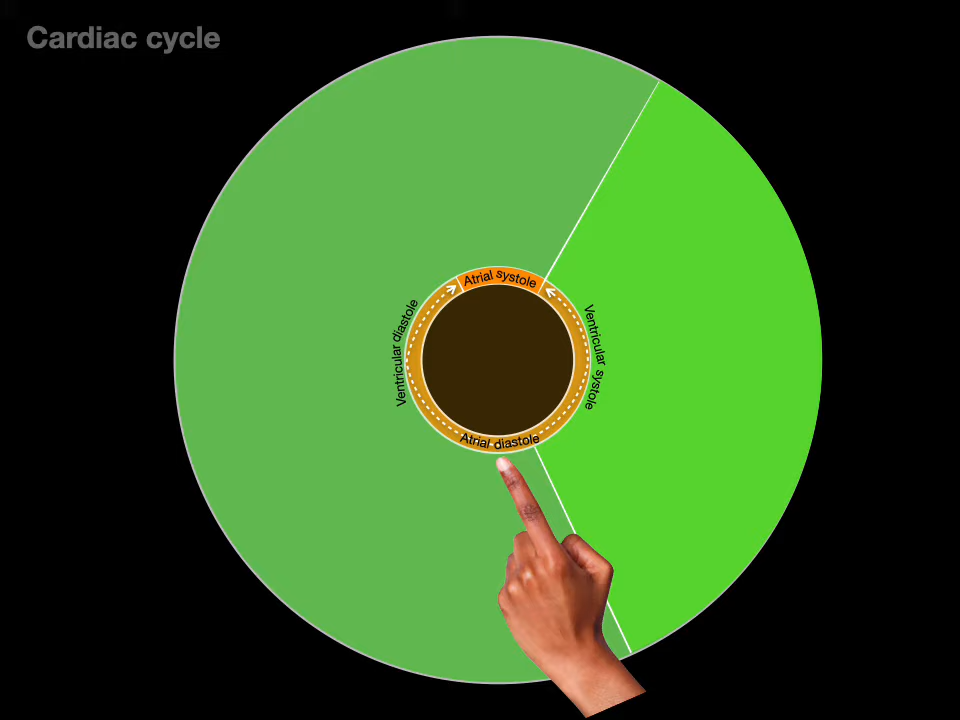 Cardiac cycle
Atrial systole
Ventricular diastole
Ventricular systole
Atrial diastole